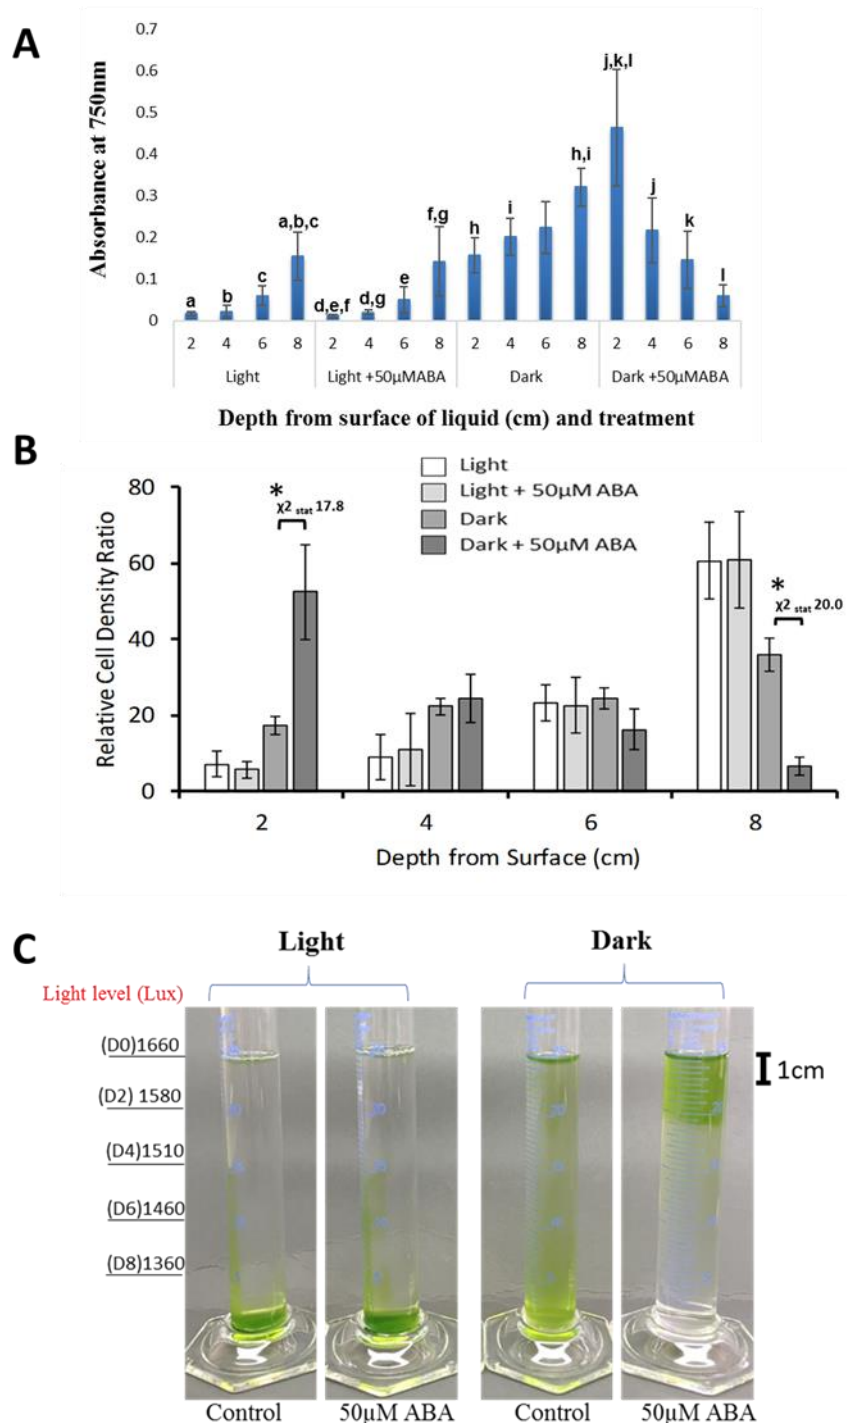 A
Absorbance at 750nm
0.7
0.6
0.5
0.4
0.3
0.2
0.1
0
a
b
c
a,b,c
d,e,f
d,g
e
f,g
h
i
h,i
j,k,l
j
k
l
2 4 6 8 2 4 6 8 2 4 6 8 2 4 6 8
Light Light +50µMABA Dark Dark +50µMABA
Depth from surface of liquid (cm) and treatment
B
Relative Cell Density Ratio
80
60
40
20
0
Light
Light + 50µM ABA
Dark
Dark + 50µM ABA
*
χ2 stat 17.8
*
χ2 stat 20.0
2 4 6 8
Depth from Surface (cm)
C
Light Dark
Light level (Lux)
(D0)1660
(D2) 1580
(D4)1510
(D6)1460
(D8)1360
1cm
Control 50µM ABA Control 50µM ABA